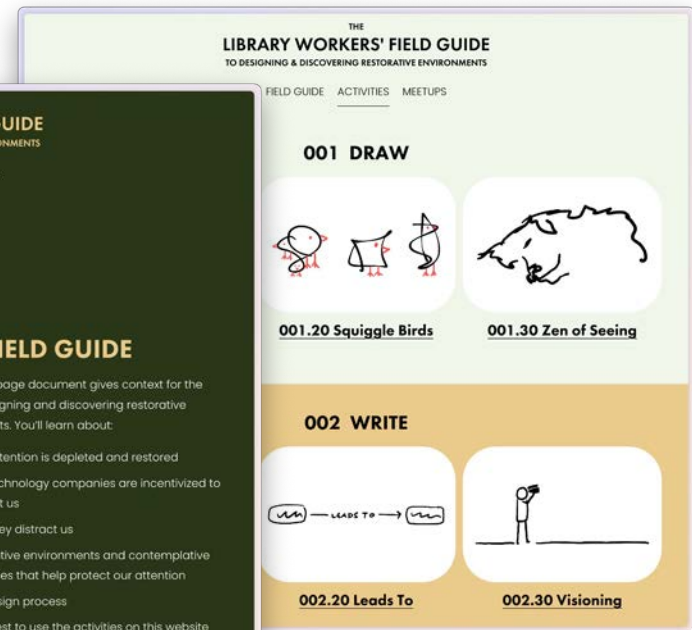 THE
LIBRARY WORKERS' FIELD GUIDE
TO DESIGNING & DISCOVERING RESTORATIVE ENVIRONMENTS
FIELD GUIDE ACTIVITIES MEETUPS
001 DRAW
001.20 Squiggle Birds
001.30 Zen of Seeing
002 WRITE
LEADS TO
002.20 Leads To
002.30 Visioning
GUIDE
ONMENTS
IELD GUIDE
page document gives context for the
gning and discovering restorative
ts. You'll learn about:
tention is depleted and restored
chnology companies are incentivized to
t us
ey distract us
tive environments and contemplative
es that help protect our attention
sign process
est to use the activities on this website